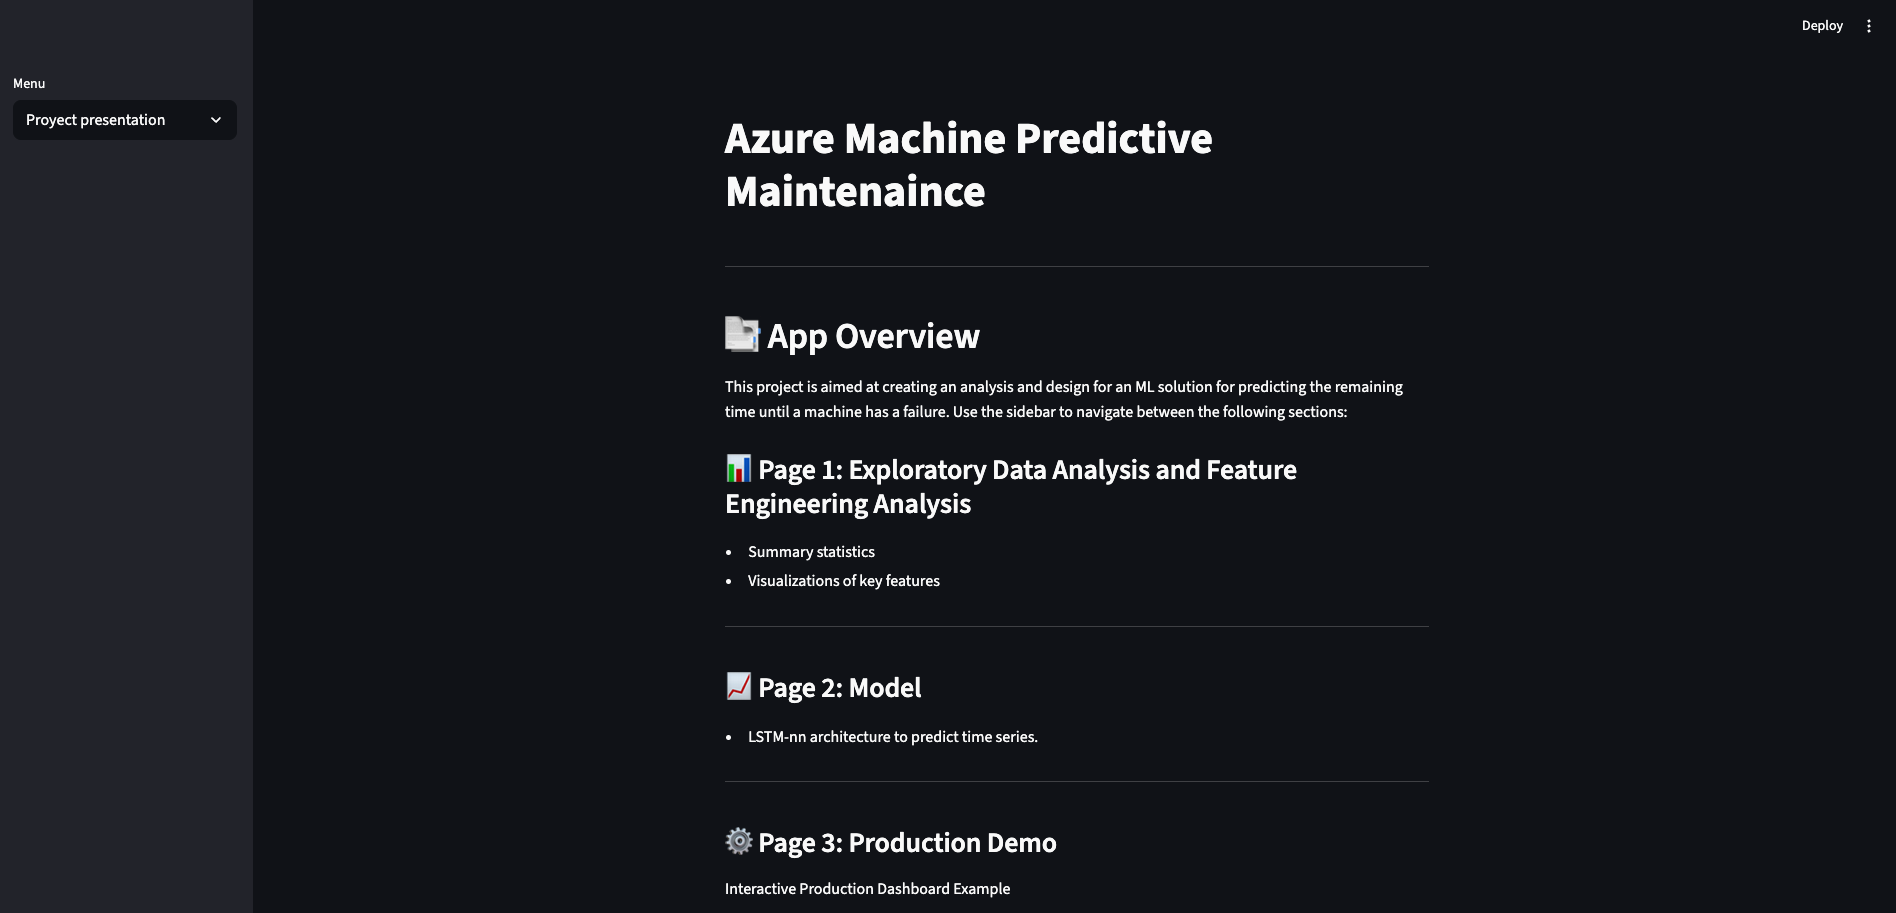 Deploy
Menu
Proyect presentation
Azure Machine Predictive
Maintenaince
App Overview
This project is aimed at creating an analysis and design for an ML solution for predicting the remaining
time until a machine has a failure. Use the sidebar to navigate between the following sections:
Page 1: Exploratory Data Analysis and Feature
Engineering Analysis
• Summary statistics
• Visualizations of key features
Page 2: Model
• LSTM-nn architecture to predict time series.
Page 3: Production Demo
Interactive Production Dashboard Example